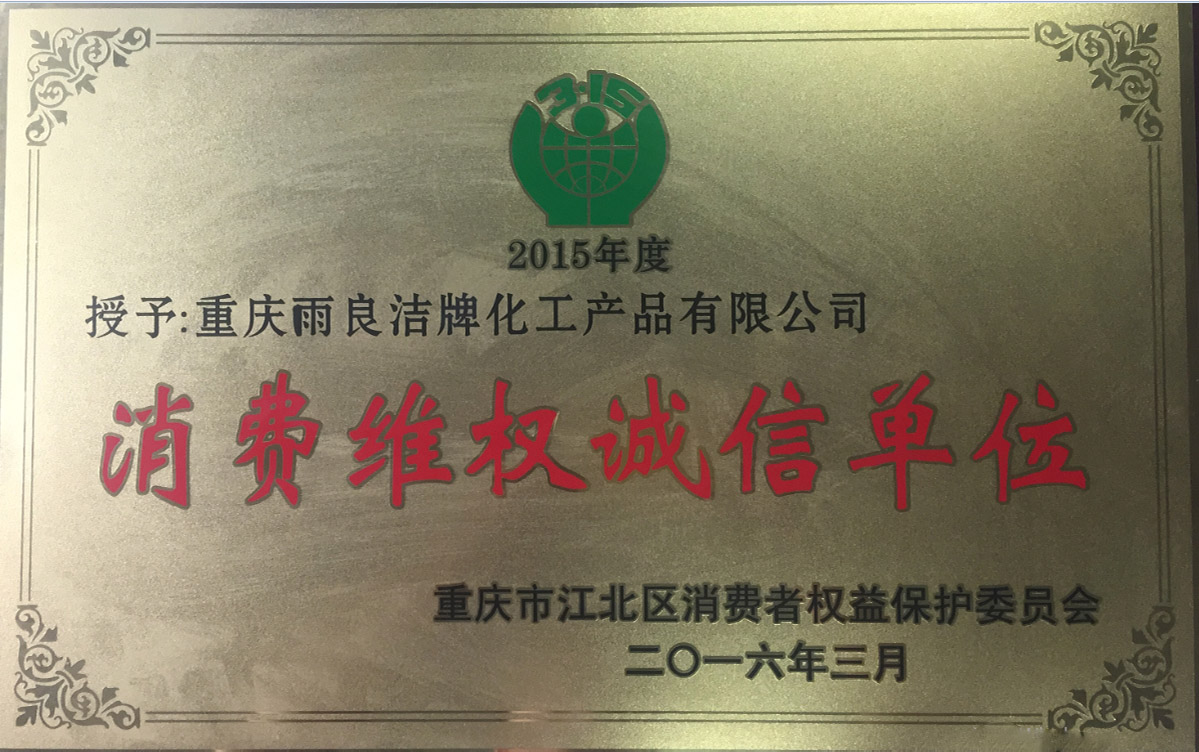 3·15
2015年度
授予:重庆雨良洁牌化工产品有限公司
消费维权诚信单位
重庆市江北区消费者权益保护委员会
二〇一六年三月